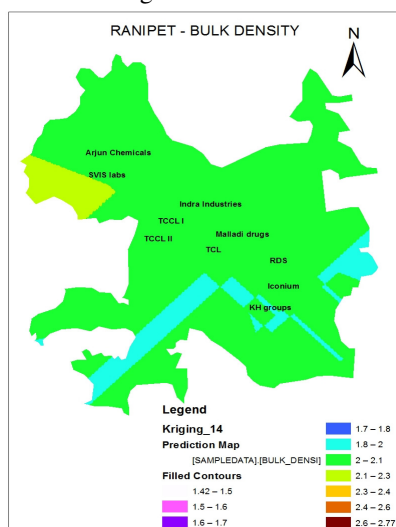 RANIPET - BULK DENSITY
N
Arjun Chemicals
SVIS labs
Indra Industries
TCCL I
TCCL II
Malladi drugs
TCL
RDS
Iconium
KH groups
Legend
Kriging_14
Prediction Map
[SAMPLEDATA].[BULK_DENSI]
Filled Contours
1.42 – 1.5
1.5 – 1.6
1.6 – 1.7
1.7 – 1.8
1.8 – 2
2 – 2.1
2.1 – 2.3
2.3 – 2.4
2.4 – 2.6
2.6 – 2.77